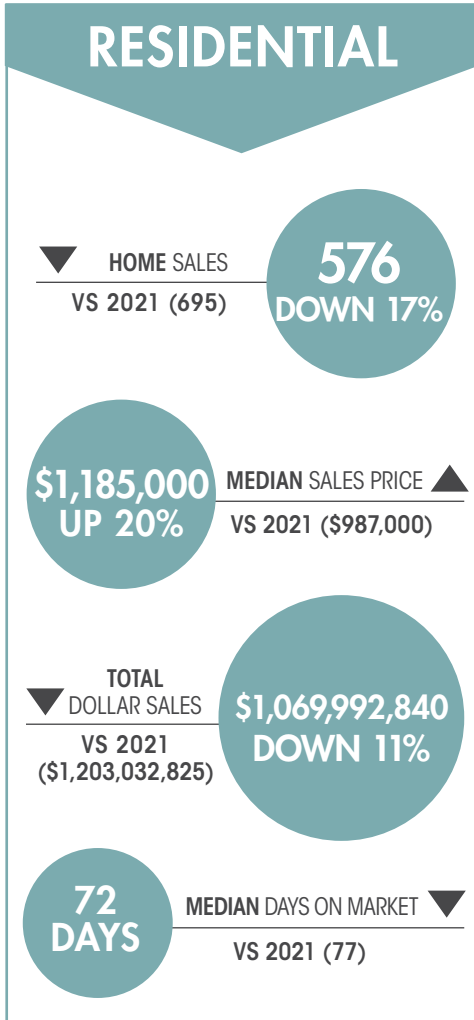 RESIDENTIAL
HOME SALES
VS 2021 (695)
576
DOWN 17%
$1,185,000
UP 20%
MEDIAN SALES PRICE
VS 2021 ($987,000)
TOTAL
DOLLAR SALES
VS 2021
($1,203,032,825)
$1,069,992,840
DOWN 11%
72
DAYS
MEDIAN DAYS ON MARKET
VS 2021 (77)